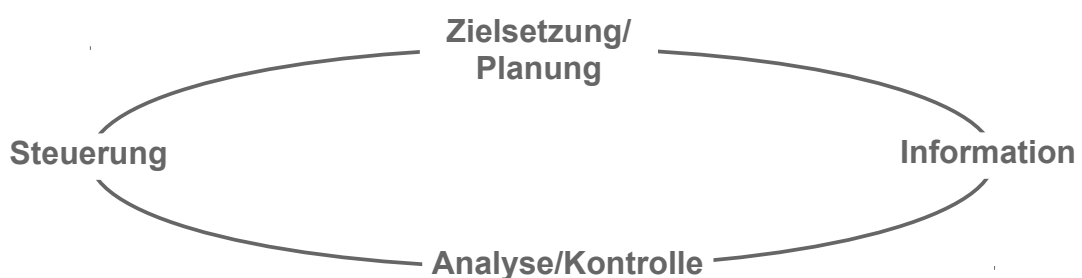 Zielsetzung/
Planung
Steuerung
Information
Analyse/Kontrolle